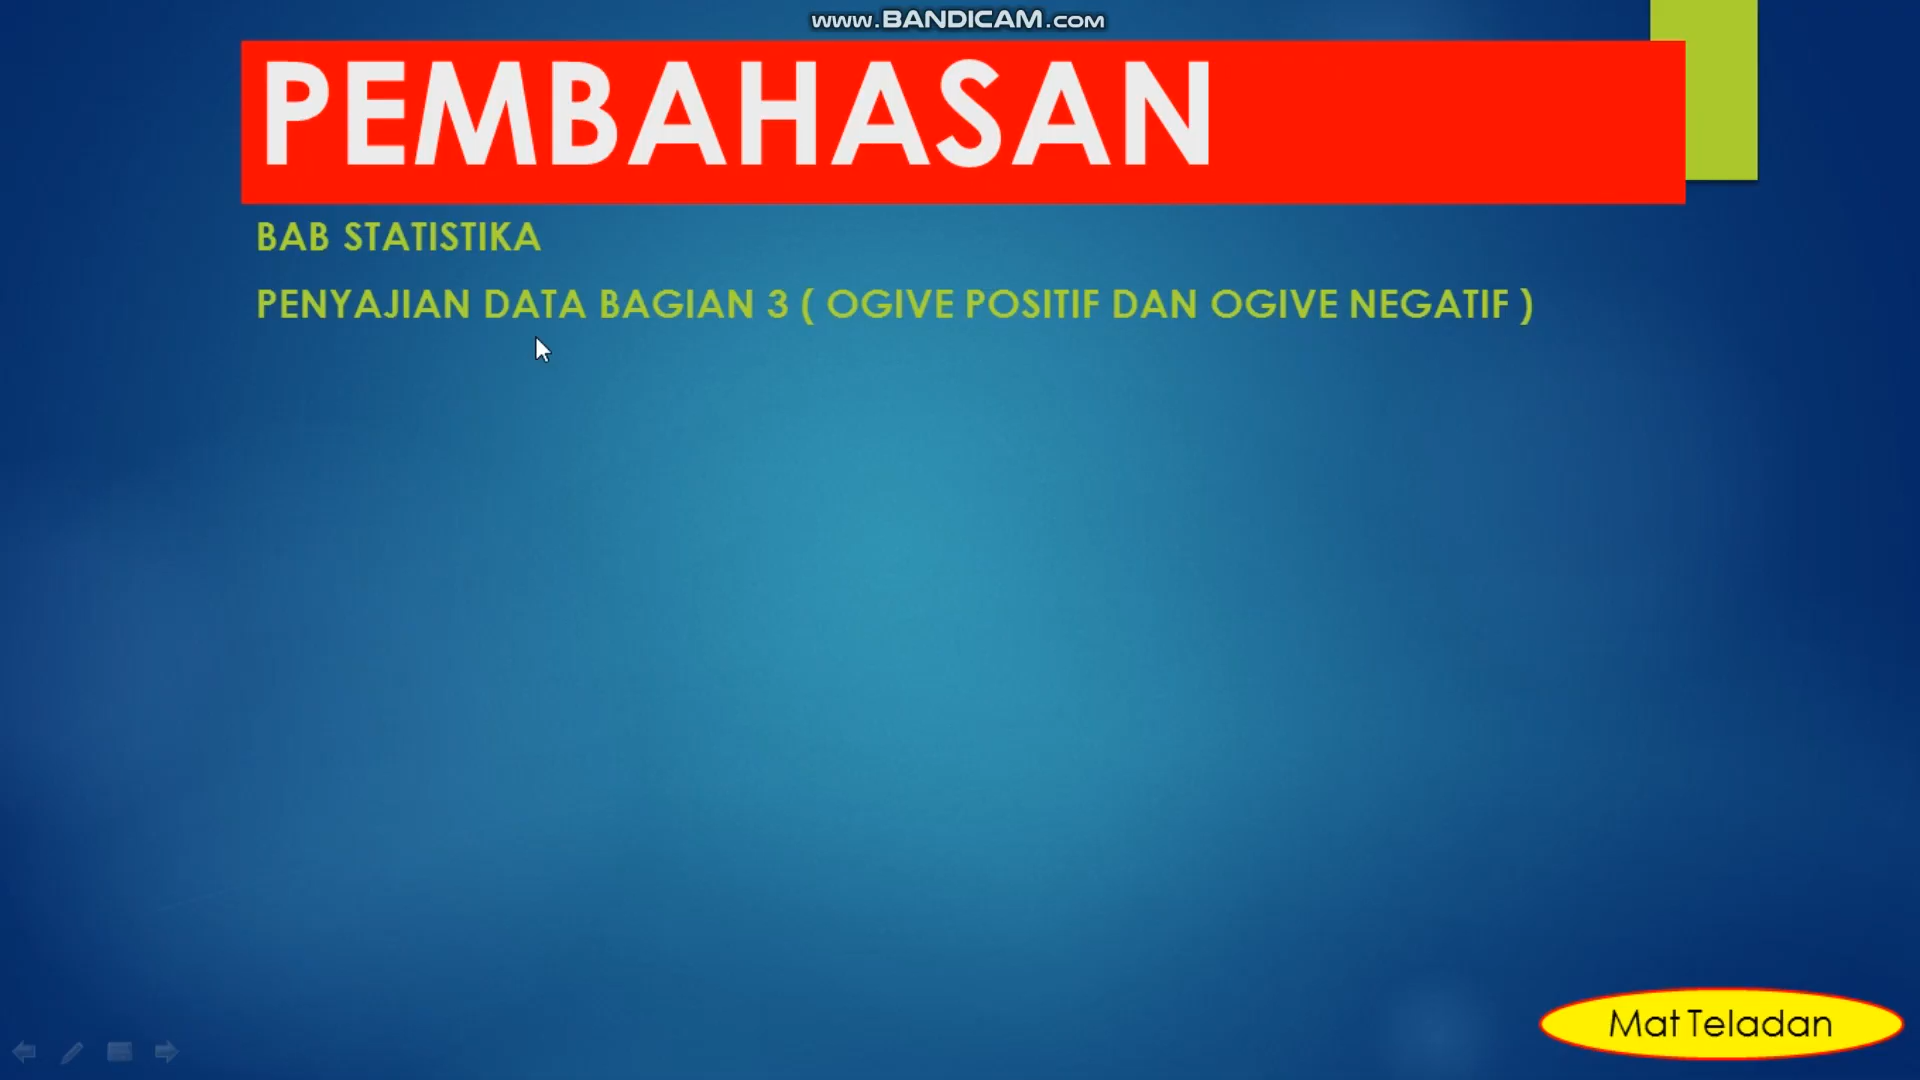 www.BANDICAM.com
PEMBAHASAN
BAB STATISTIKA
PENYAJIAN DATA BAGIAN 3 ( OGIVE POSITIF DAN OGIVE NEGATIF )
Mat Teladan